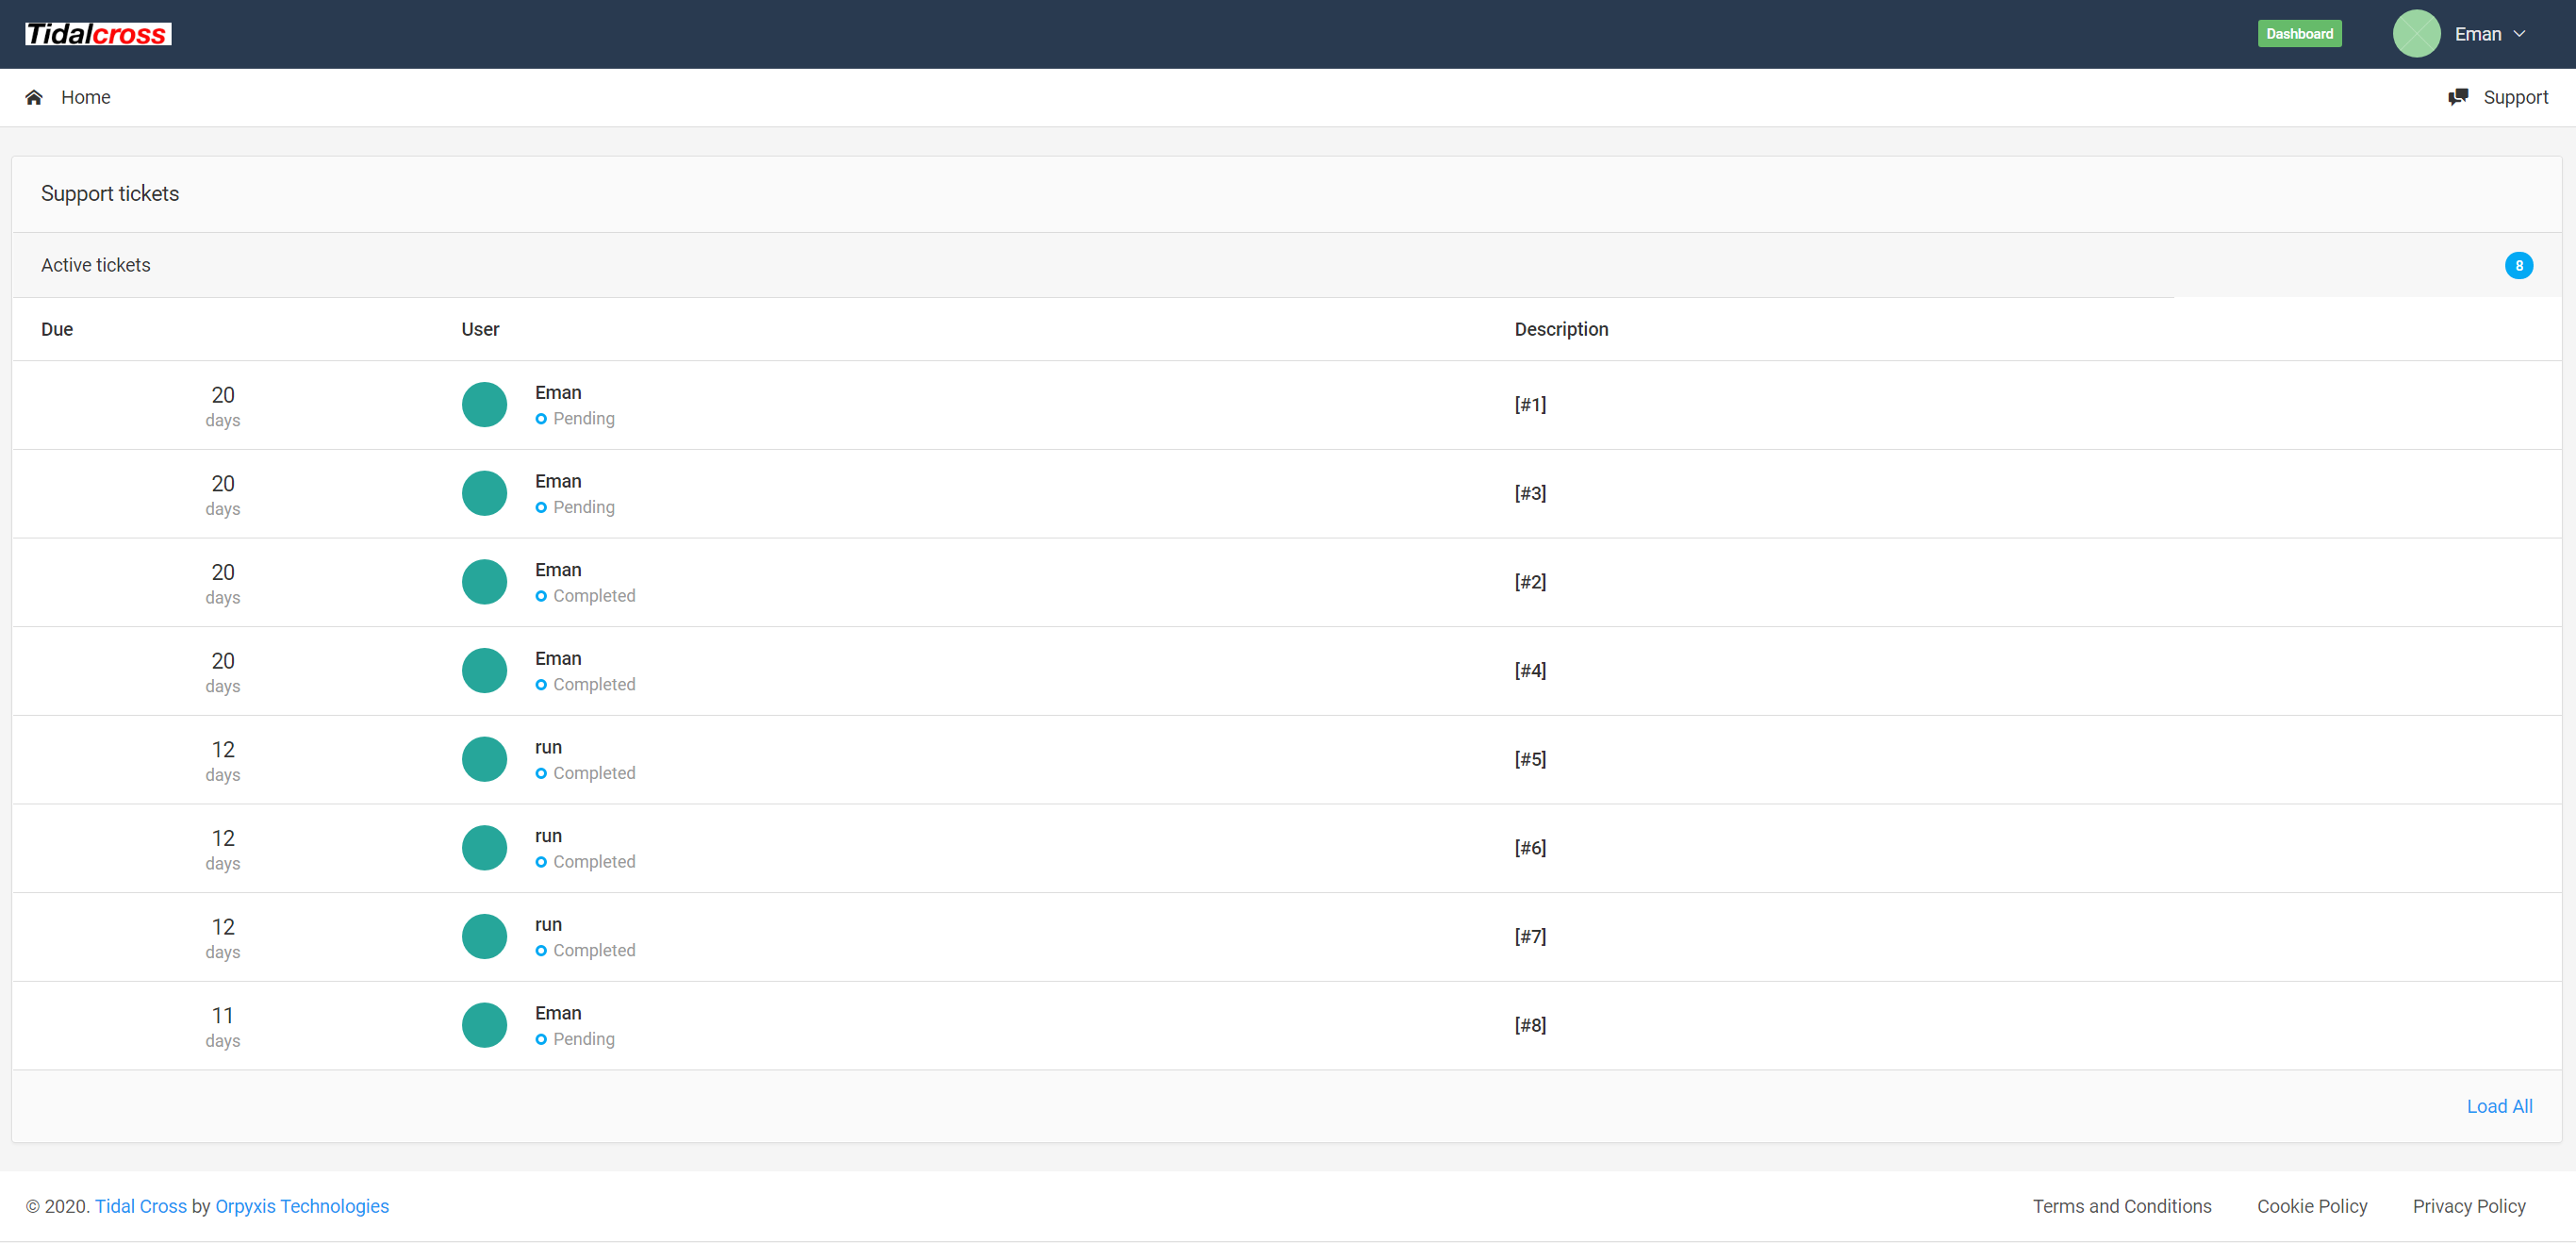 Tidalcross
Dashboard
Eman
Home
Support
Support tickets
Active tickets
8
Due User Description
20
days
Eman
Pending
[#1]
20
days
Eman
Pending
[#3]
20
days
Eman
Completed
[#2]
20
days
Eman
Completed
[#4]
12
days
run
Completed
[#5]
12
days
run
Completed
[#6]
12
days
run
Completed
[#7]
11
days
Eman
Pending
[#8]
Load All
© 2020. Tidal Cross by Orpyxis Technologies
Terms and Conditions Cookie Policy Privacy Policy